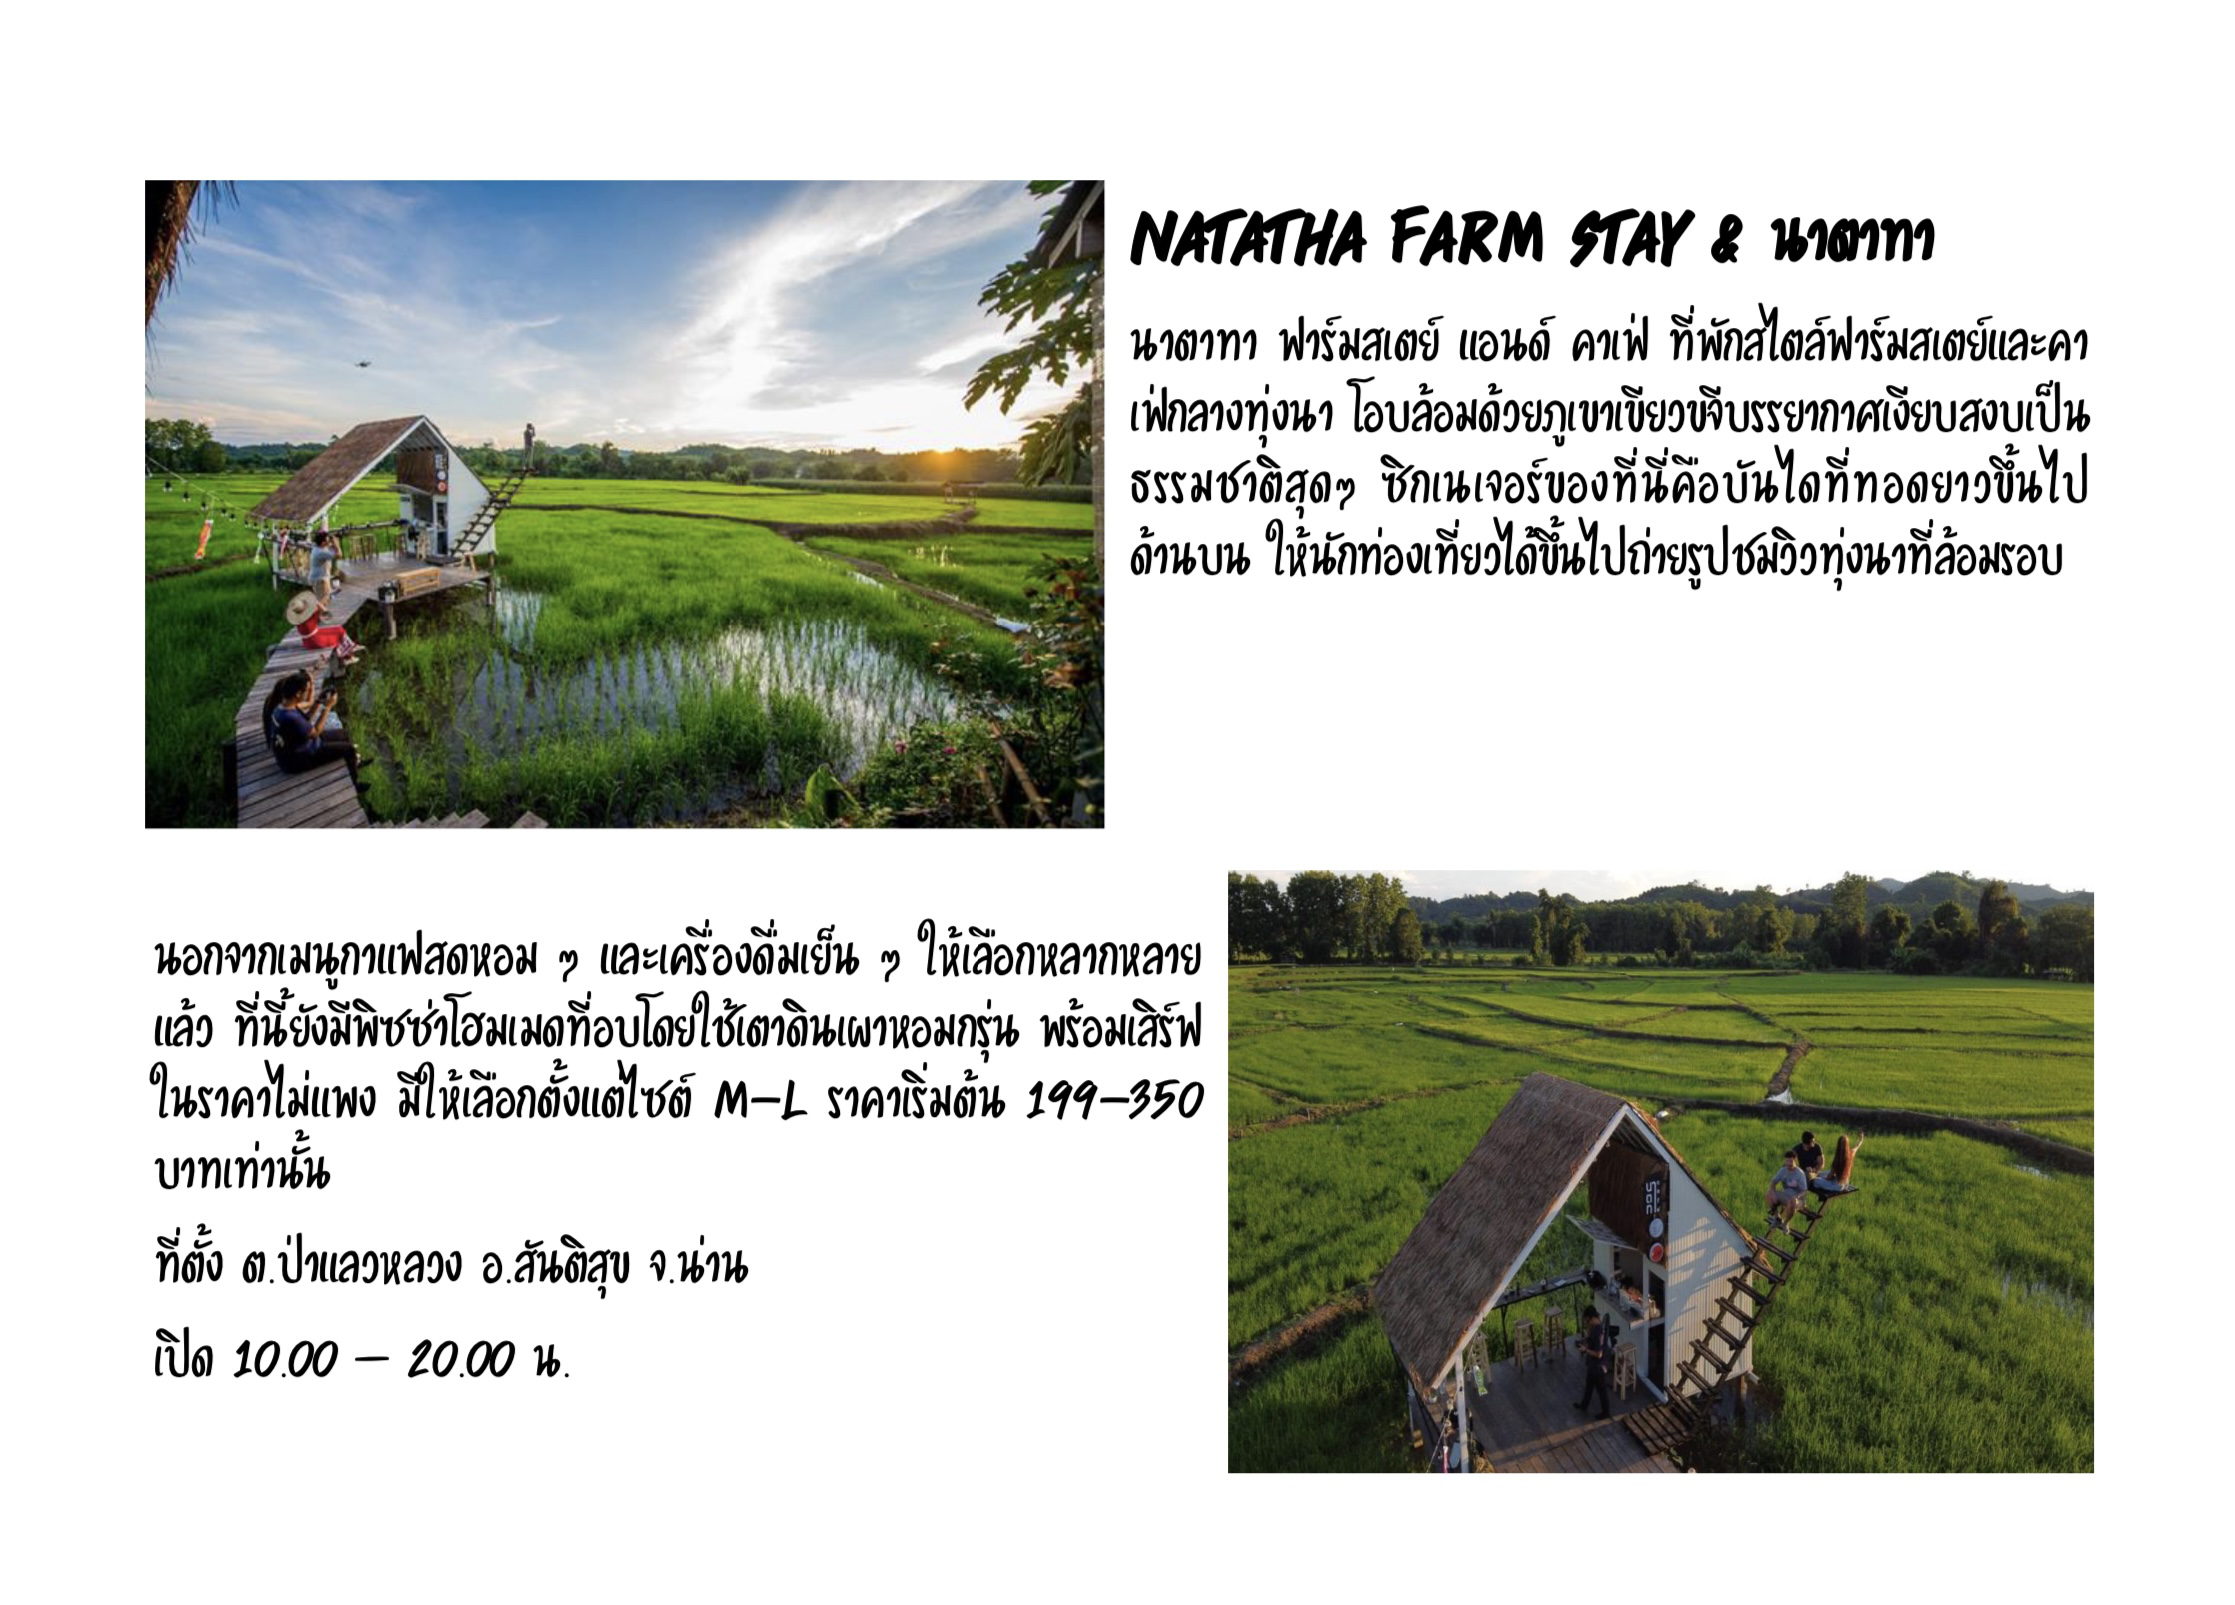 NATATHA FARM STAY & นาตาทา
นาตาทา ฟาร์มสเตย์ แอนด์ คาเฟ่ ที่พักสไตล์ฟาร์มสเตย์และคา
เฟ่กลางทุ่งนา โอบล้อมด้วยภูเขาเขียวขจีบรรยากาศเงียบสงบเป็น
ธรรมชาติสุดๆ ซิกเนเจอร์ของที่นี่คือบันไดที่ทอดยาวขึ้นไป
ด้านบน ให้นักท่องเที่ยวได้ขึ้นไปถ่ายรูปชมวิวทุ่งนาที่ล้อมรอบ
นอกจากเมนูกาแฟสดหอม ๆ และเครื่องดื่มเย็น ๆ ให้เลือกหลากหลาย
แล้ว ที่นี้ยังมีพิซซ่าโฮมเมดที่อบโดยใช้เตาดินเผาหอมกรุ่น พร้อมเสิร์ฟ
ในราคาไม่แพง มีให้เลือกตั้งแต่ไซต์ M-L ราคาเริ่มต้น 199-350
บาทเท่านั้น
ที่ตั้ง ต.ป่าแลวหลวง อ.สันติสุข จ.น่าน
เปิด 10.00 – 20.00 น.